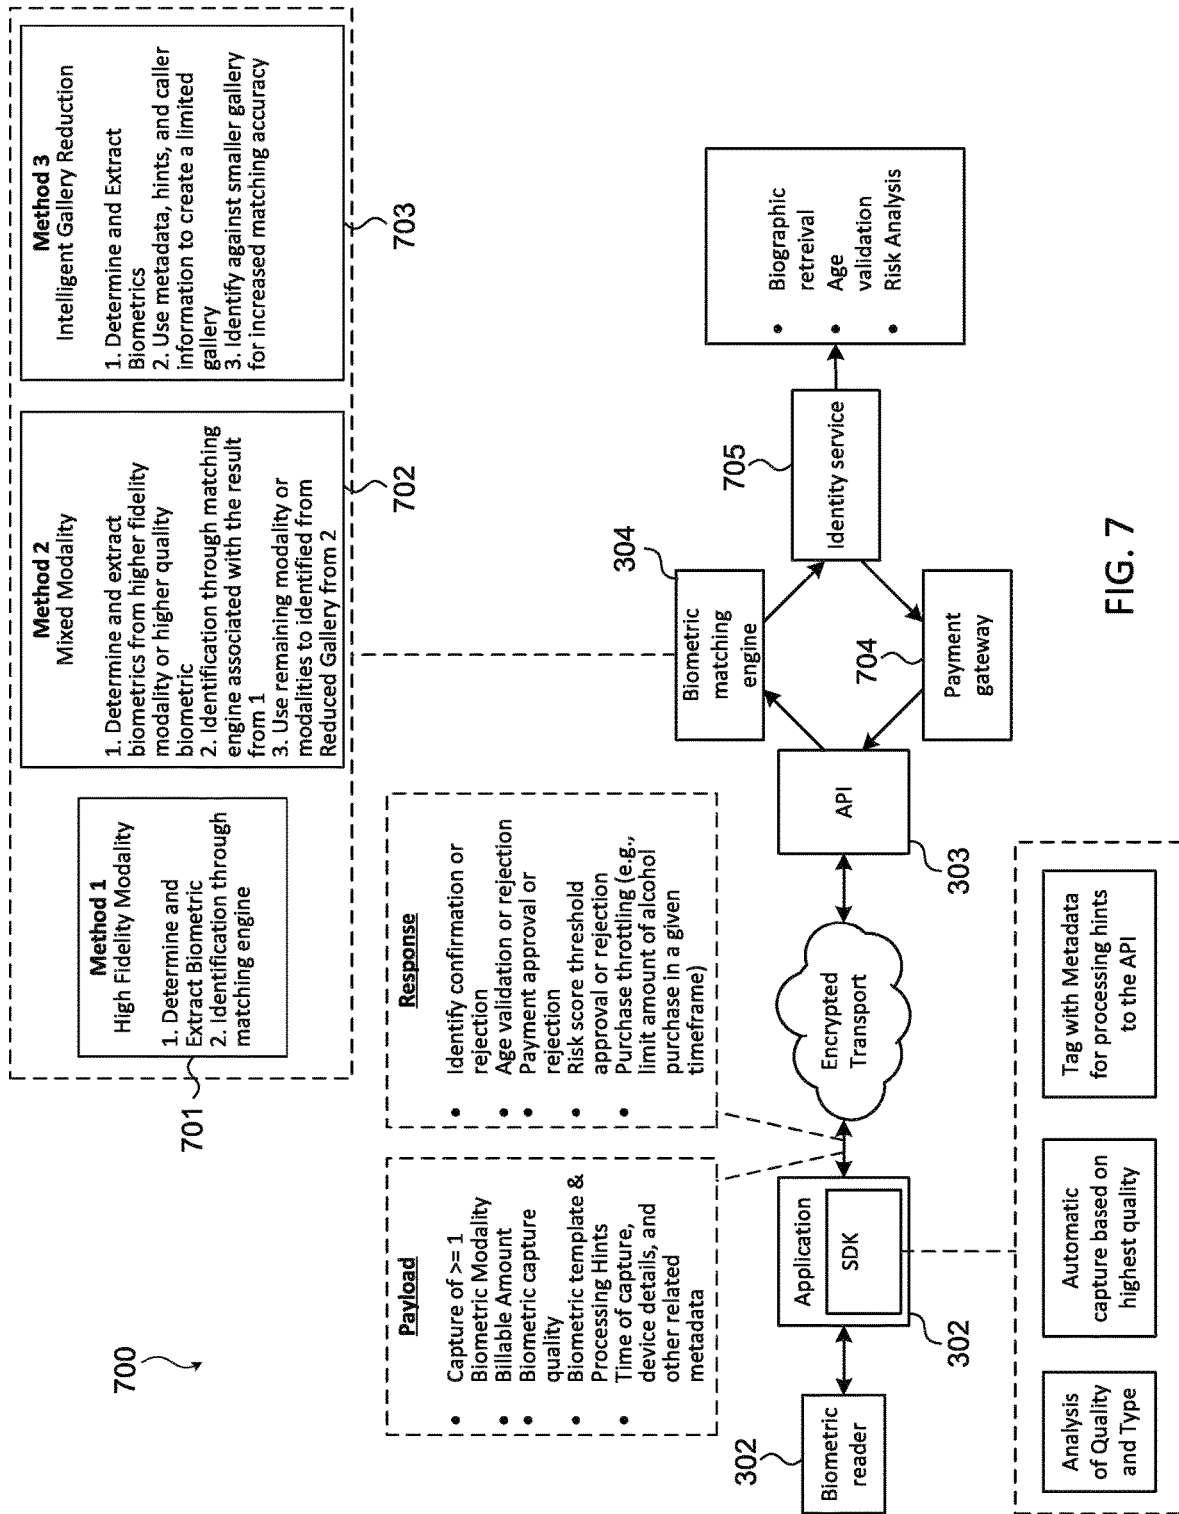 700
Method 1
High Fidelity Modality
1. Determine and
Extract Biometric
2. Identification through
matching engine
701
Method 2
Mixed Modality
1. Determine and extract
biometrics from higher fidelity
modality or higher quality
biometric
2. Identification through matching
engine associated with the result
from 1
3. Use remaining modality or
modalities to identified from
Reduced Gallery from 2
702
Method 3
Intelligent Gallery Reduction
1. Determine and Extract
Biometrics
2. Use metadata, hints, and caller
information to create a limited
gallery
3. Identify against smaller gallery
for increased matching accuracy
703
Payload
• Capture of >= 1
Biometric Modality
• Billable Amount
• Biometric capture
quality
• Biometric template &
Processing Hints
• Time of capture,
device details, and
other related
metadata
Response
• Identify confirmation or
rejection
• Age validation or rejection
• Payment approval or
rejection
• Risk score threshold
approval or rejection
• Purchase throttling (e.g.,
limit amount of alcohol
purchase in a given
timeframe)
302
Biometric
reader
Application
SDK
302
Encrypted
Transport
API
303
304
Biometric
matching
engine
704
Payment
gateway
705
Identity service
• Biographic
retreival
• Age
validation
• Risk Analysis
Analysis
of Quality
and Type
Automatic
capture based on
highest quality
Tag with Metadata
for processing hints
to the API
FIG. 7